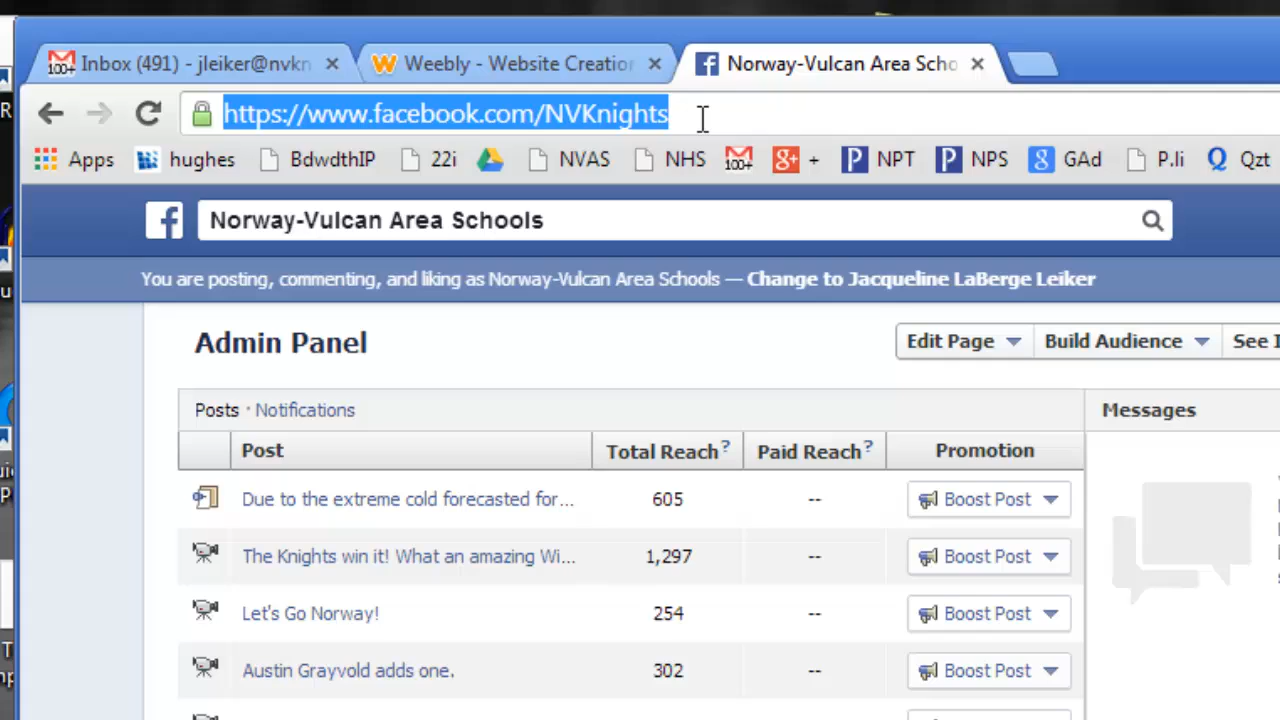 Inbox (491) - jleiker@nvkn
Weebly - Website Creation
Norway-Vulcan Area Scho
https://www.facebook.com/NVKnights
Apps hughes BdwdthIP 22i NVAS NHS 100+ g+ + P NPT P NPS g GAd P.li Q Qzt
f Norway-Vulcan Area Schools
You are posting, commenting, and liking as Norway-Vulcan Area Schools — Change to Jacqueline LaBerge Leiker
Admin Panel
Edit Page Build Audience See I
Posts · Notifications
Messages
Post Total Reach? Paid Reach? Promotion
Due to the extreme cold forecasted for... 605 -- Boost Post
The Knights win it! What an amazing Wi... 1,297 -- Boost Post
Let's Go Norway! 254 -- Boost Post
Austin Grayvold adds one. 302 -- Boost Post